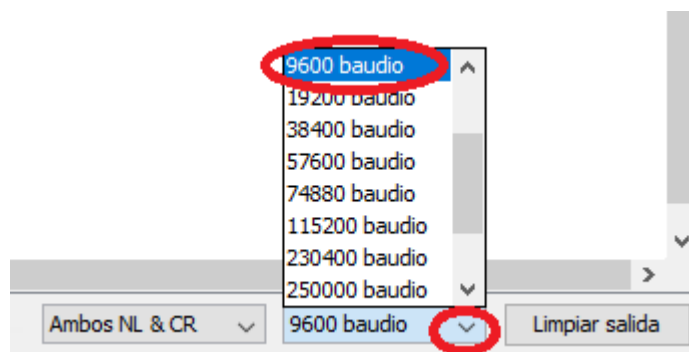 9600 baudio
19200 baudio
38400 baudio
57600 baudio
74880 baudio
115200 baudio
230400 baudio
250000 baudio
Ambos NL & CR
9600 baudio
Limpiar salida